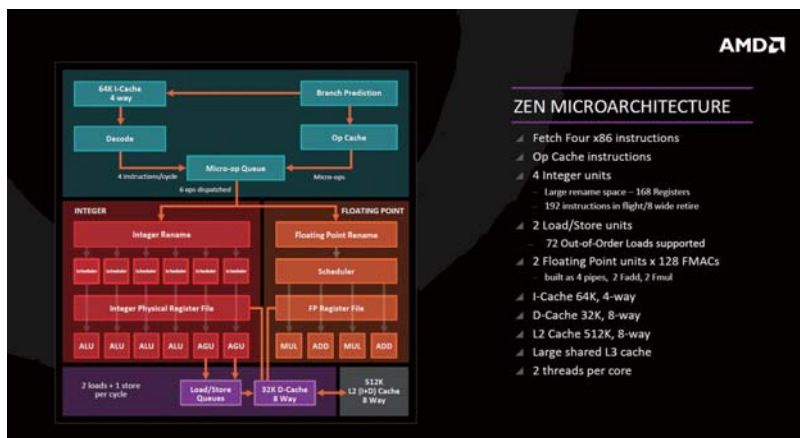 AMD
64K I-Cache
4 way
Branch Prediction
Decode
Op Cache
Micro-op Queue
4 instructions/cycle
Micro-ops
6 ops dispatched
INTEGER
FLOATING POINT
Integer Rename
Floating Point Rename
Scheduler Scheduler Scheduler Scheduler Scheduler Scheduler
Scheduler
Integer Physical Register File
FP Register File
ALU ALU ALU ALU AGU AGU
MUL ADD MUL ADD
2 loads + 1 store
per cycle
Load/Store
Queues
32K D-Cache
8 Way
512K
L2 (I+D) Cache
8 Way
ZEN MICROARCHITECTURE
Fetch Four x86 instructions
Op Cache instructions
4 Integer units
– Large rename space – 168 Registers
– 192 instructions in flight/8 wide retire
2 Load/Store units
– 72 Out-of-Order Loads supported
2 Floating Point units x 128 FMACs
– built as 4 pipes, 2 Fadd, 2 Fmul
I-Cache 64K, 4-way
D-Cache 32K, 8-way
L2 Cache 512K, 8-way
Large shared L3 cache
2 threads per core